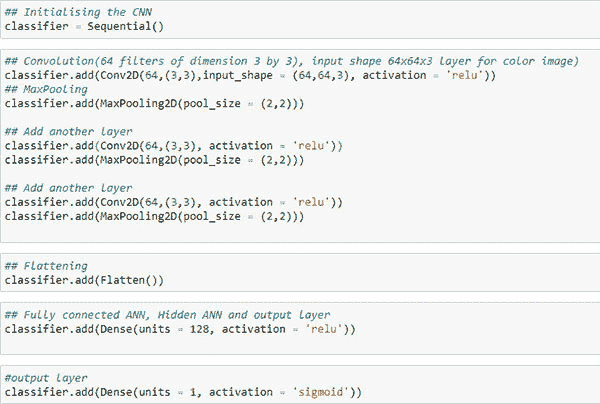 ## Initialising the CNN
classifier = Sequential()
## Convolution(64 filters of dimension 3 by 3), input shape 64x64x3 layer for color image)
classifier.add(Conv2D(64,(3,3),input_shape = (64,64,3), activation = 'relu'))
## MaxPooling
classifier.add(MaxPooling2D(pool_size = (2,2)))
## Add another layer
classifier.add(Conv2D(64,(3,3), activation = 'relu'))
classifier.add(MaxPooling2D(pool_size = (2,2)))
## Add another layer
classifier.add(Conv2D(64,(3,3), activation = 'relu'))
classifier.add(MaxPooling2D(pool_size = (2,2)))
## Flattening
classifier.add(Flatten())
## Fully connected ANN, Hidden ANN and output layer
classifier.add(Dense(units = 128, activation = 'relu'))
#output layer
classifier.add(Dense(units = 1, activation = 'sigmoid'))